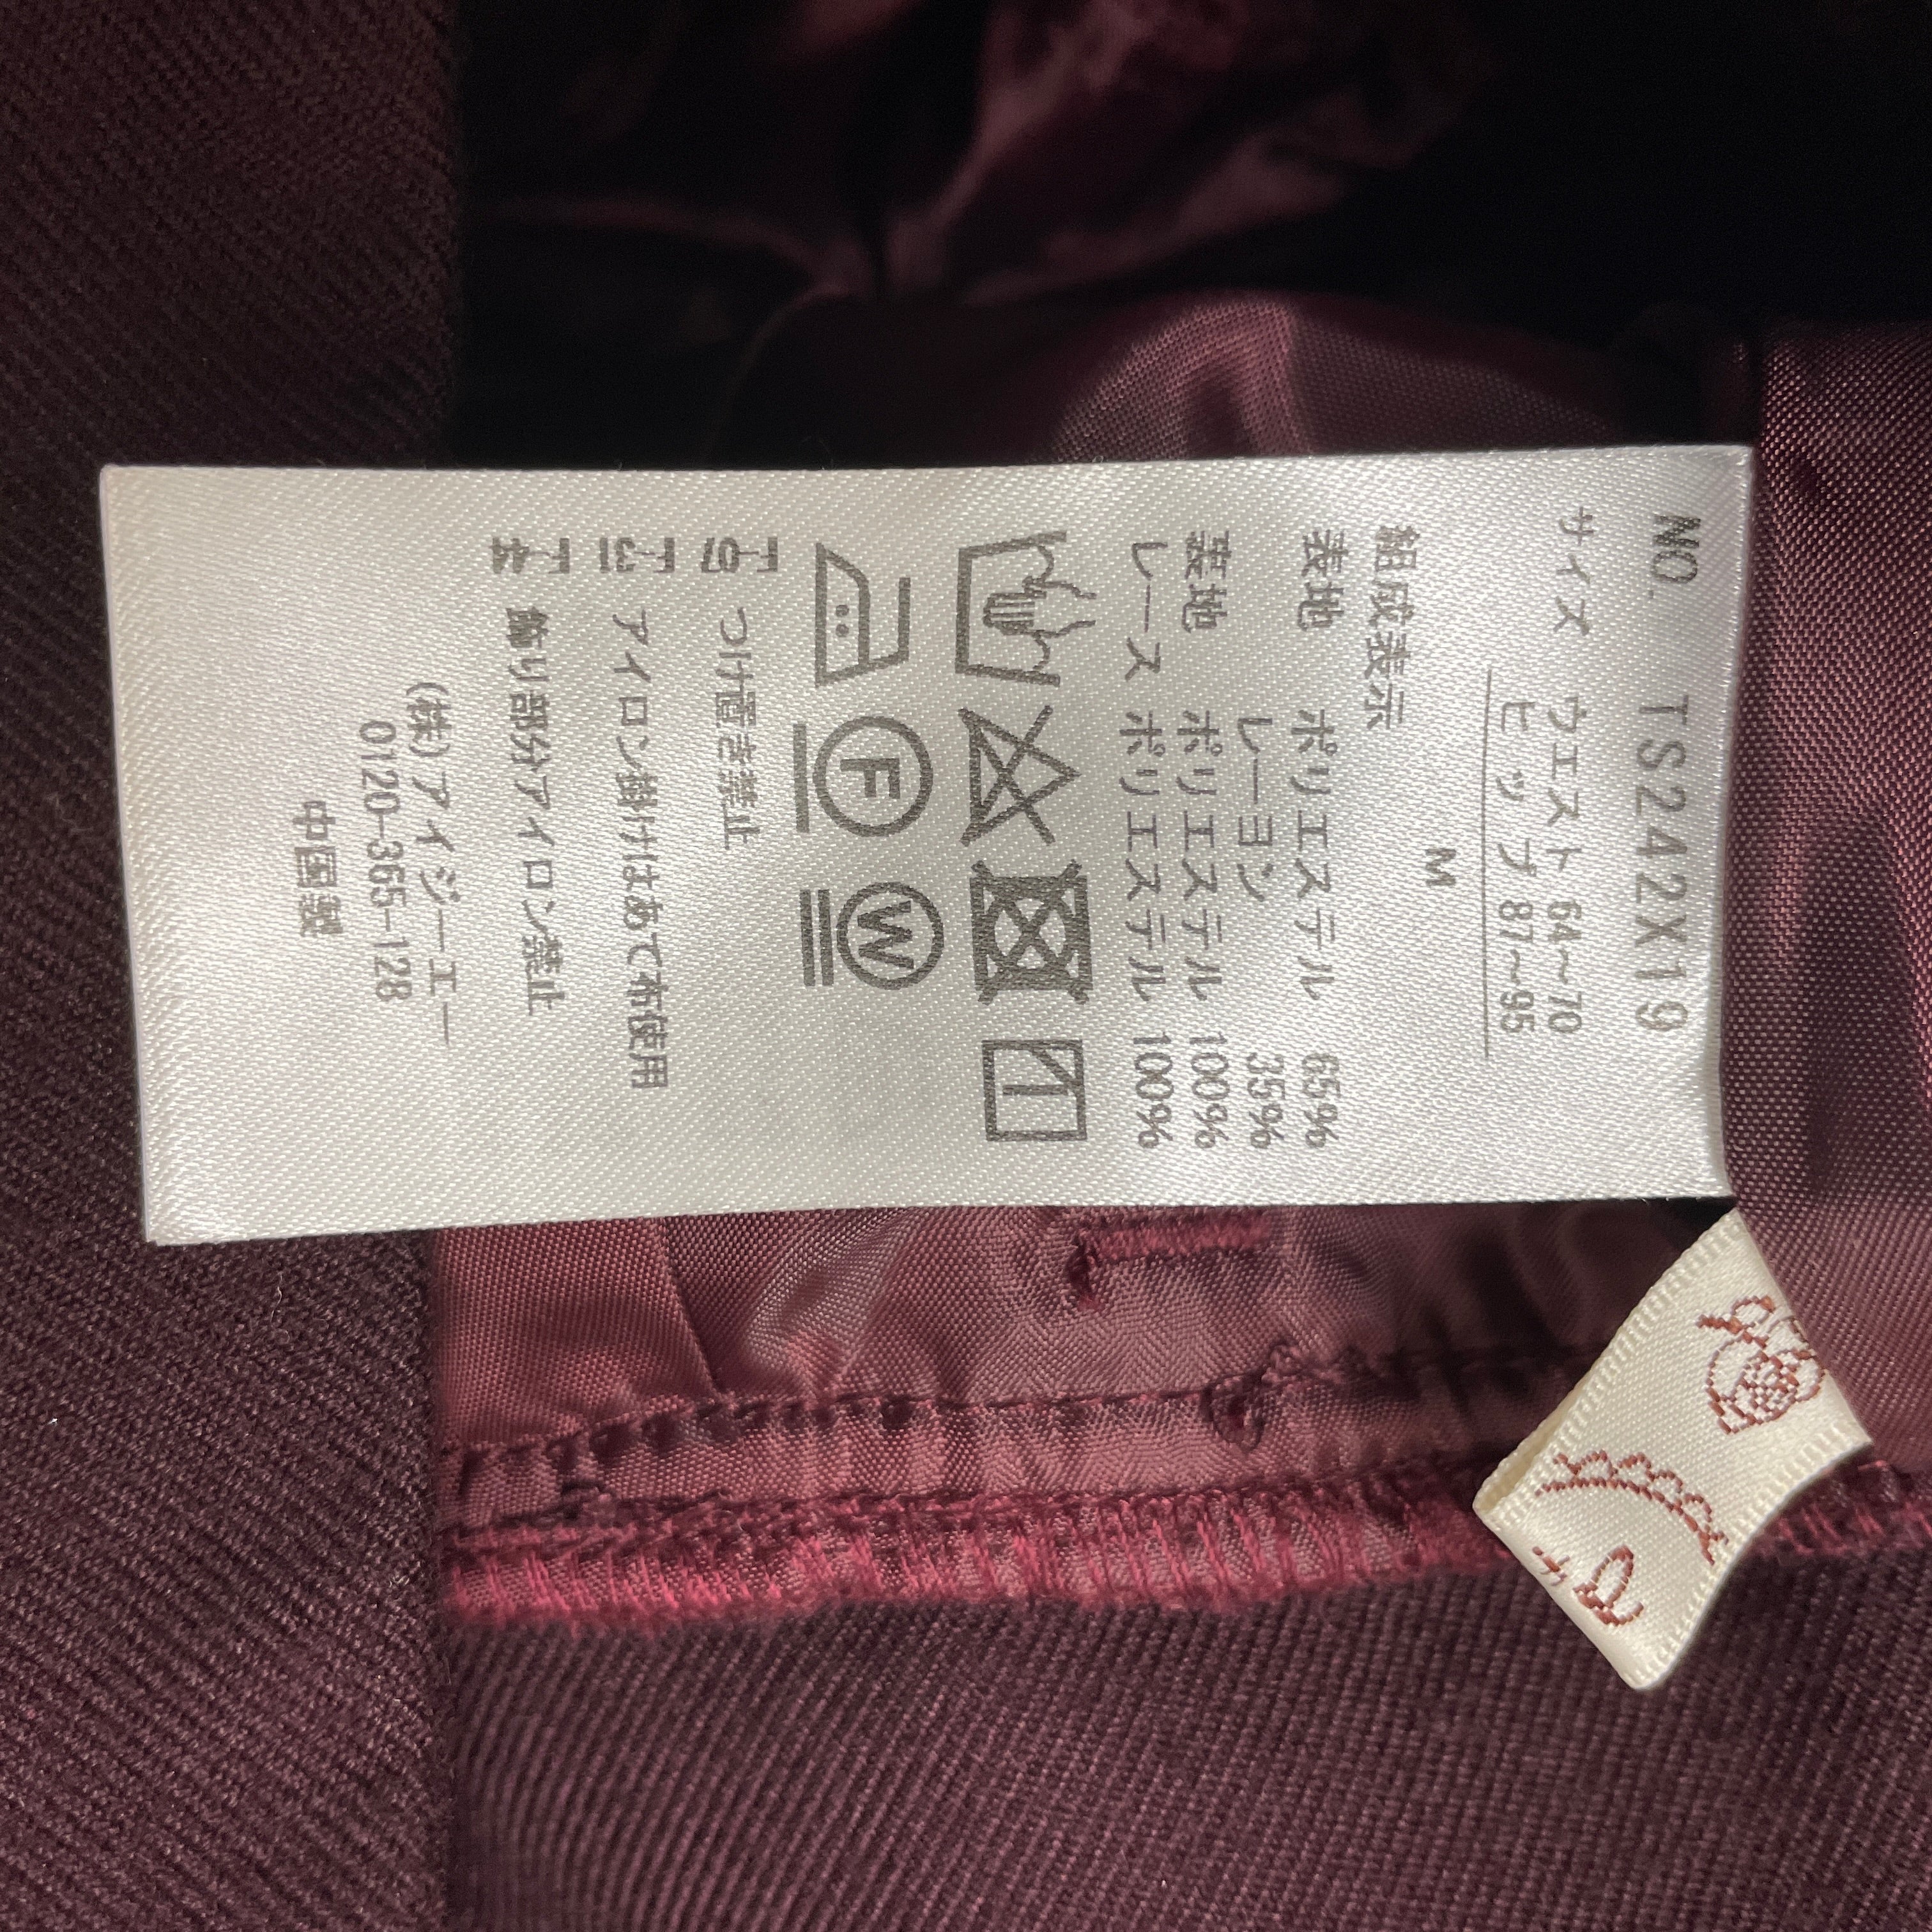 NO. TS242X19
サイズ ウェスト 64~70
ヒップ 87~95
M
組成表示
表地 ポリエステル 65%
レーヨン 35%
裏地 ポリエステル 100%
レース ポリエステル 100%
F
W
F-07 つけ置き禁止
F-31 アイロン掛けはあて布使用
F-44 飾り部分アイロン禁止
(株)アイジーエー
0120-365-128
中国製